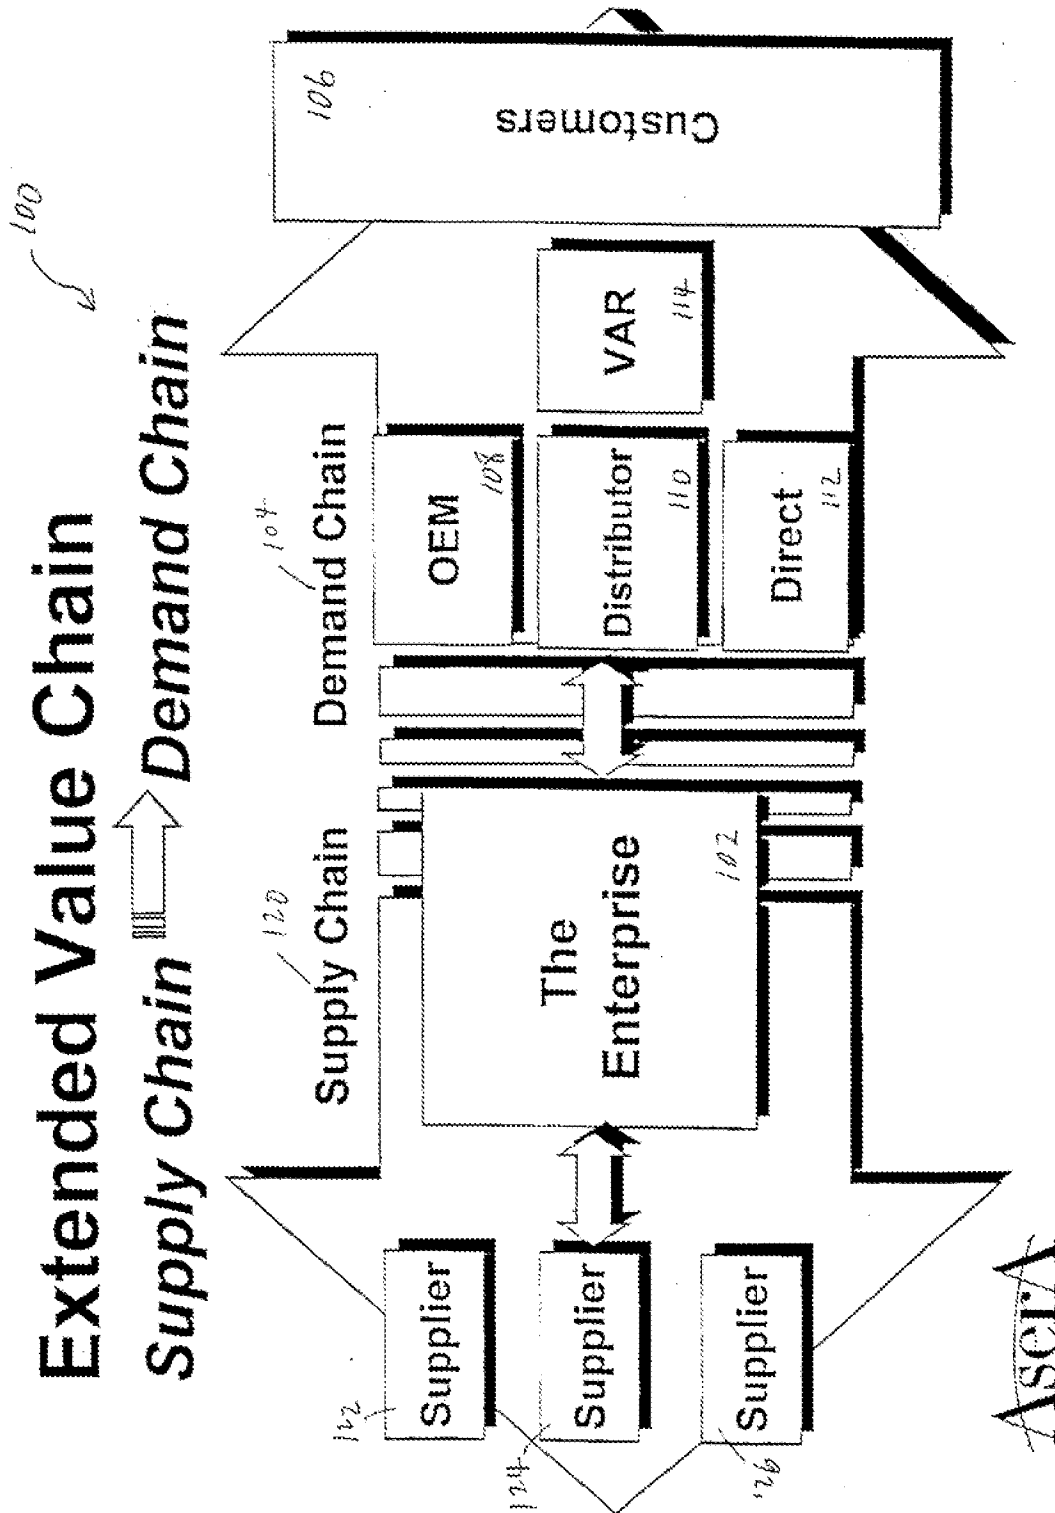 Extended Value Chain
Supply Chain Demand Chain
100
120
104
Supply Chain Demand Chain
106
Customers
122
Supplier
124
Supplier
Supplier
The
Enterprise
102
OEM
108
Distributor
110
Direct
112
VAR
114
AserA